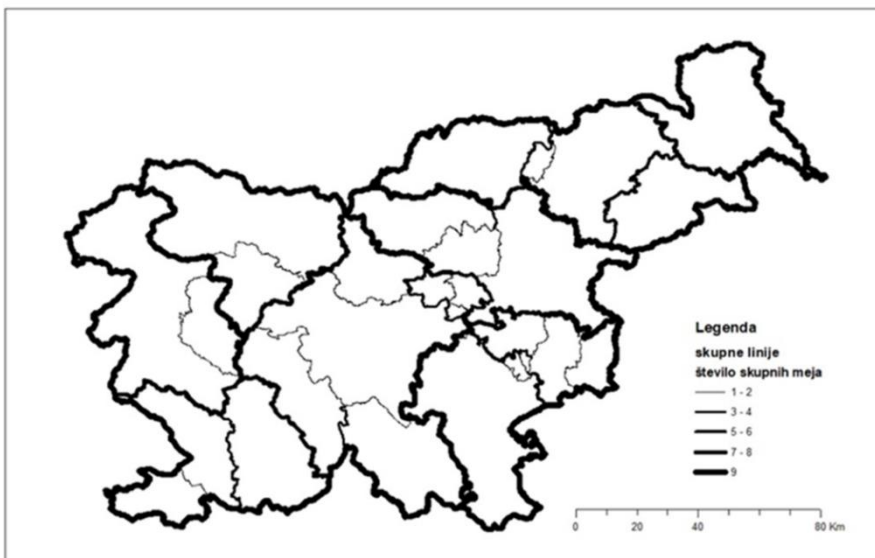 Legenda
skupne linije
število skupnih meja
1 - 2
3 - 4
5 - 6
7 - 8
9
0 20 40 80 Km